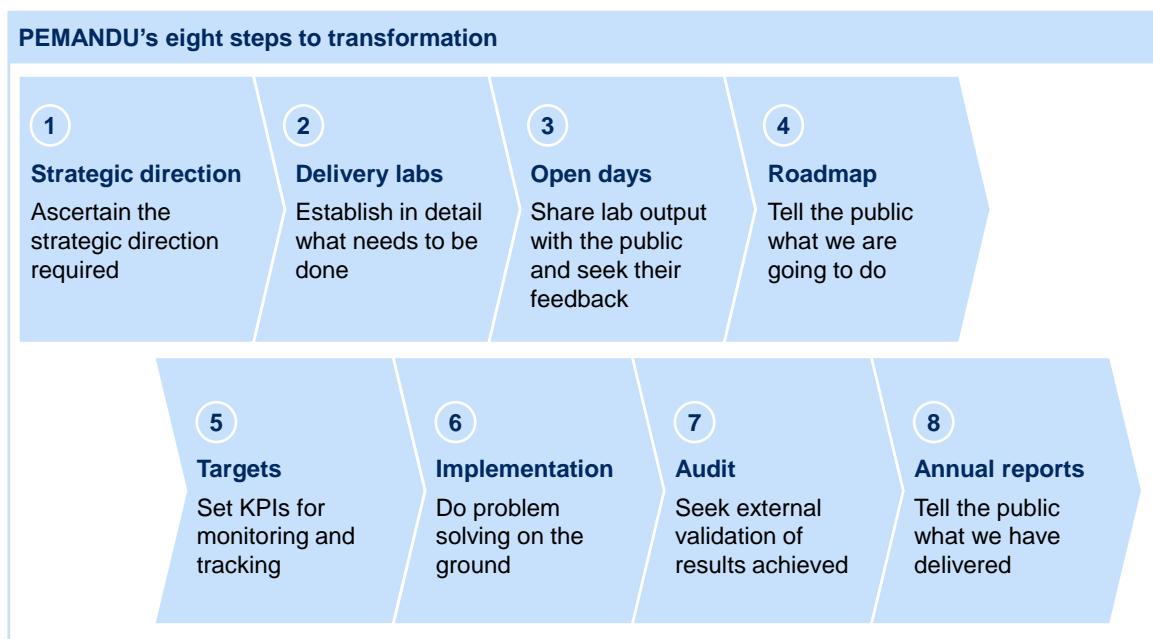 PEMANDU’s eight steps to transformation
1
Strategic direction
Ascertain the
strategic direction
required
2
Delivery labs
Establish in detail
what needs to be
done
3
Open days
Share lab output
with the public
and seek their
feedback
4
Roadmap
Tell the public
what we are
going to do
5
Targets
Set KPIs for
monitoring and
tracking
6
Implementation
Do problem
solving on the
ground
7
Audit
Seek external
validation of
results achieved
8
Annual reports
Tell the public
what we have
delivered